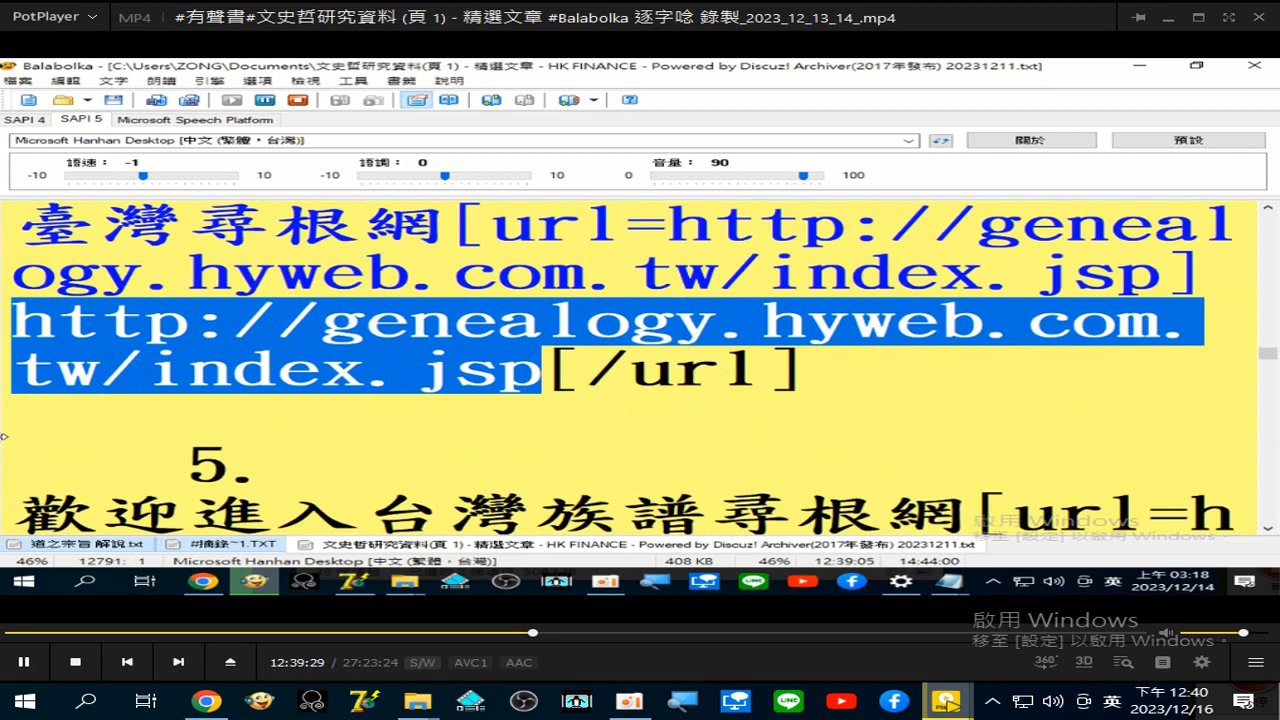 PotPlayer
MP4
#有聲書#文史哲研究資料 (頁 1) - 精選文章 #Balabolka 逐字唸 錄製_2023_12_13_14_.mp4
Balabolka - [C:\Users\ZONG\Documents\文史哲研究資料(頁 1) - 精選文章 - HK FINANCE - Powered by Discuz! Archiver(2017年發布) 20231211.txt]
檔案 編輯 文字 朗讀 引擎 選項 檢視 工具 書籤 說明
SAPI 4 SAPI 5 Microsoft Speech Platform
Microsoft Hanhan Desktop [中文 (繁體，台灣)]
關於 預設
語速： -1 語調： 0 音量： 90
-10 10 -10 10 0 100
臺灣尋根網[url=http://geneal
ogy.hyweb.com.tw/index.jsp]
http://genealogy.hyweb.com.
tw/index.jsp[/url]
5.
歡迎進入台灣族譜尋根網[url=h
啟用 Windows
移至 [設定] 以啟用 Windows。
道之宗旨 解說.txt
#摘錄~1.TXT
文史哲研究資料(頁 1) - 精選文章 - HK FINANCE - Powered by Discuz! Archiver(2017年發布) 20231211.txt
46% 12791: 1 Microsoft Hanhan Desktop [中文 (繁體，台灣)] 408 KB 46% 12:39:05 14:44:00
英
上午 03:18
2023/12/14
啟用 Windows
移至 [設定] 以啟用 Windows。
12:39:29 / 27:23:24 S/W AVC1 AAC
360° 3D
英
下午 12:40
2023/12/16